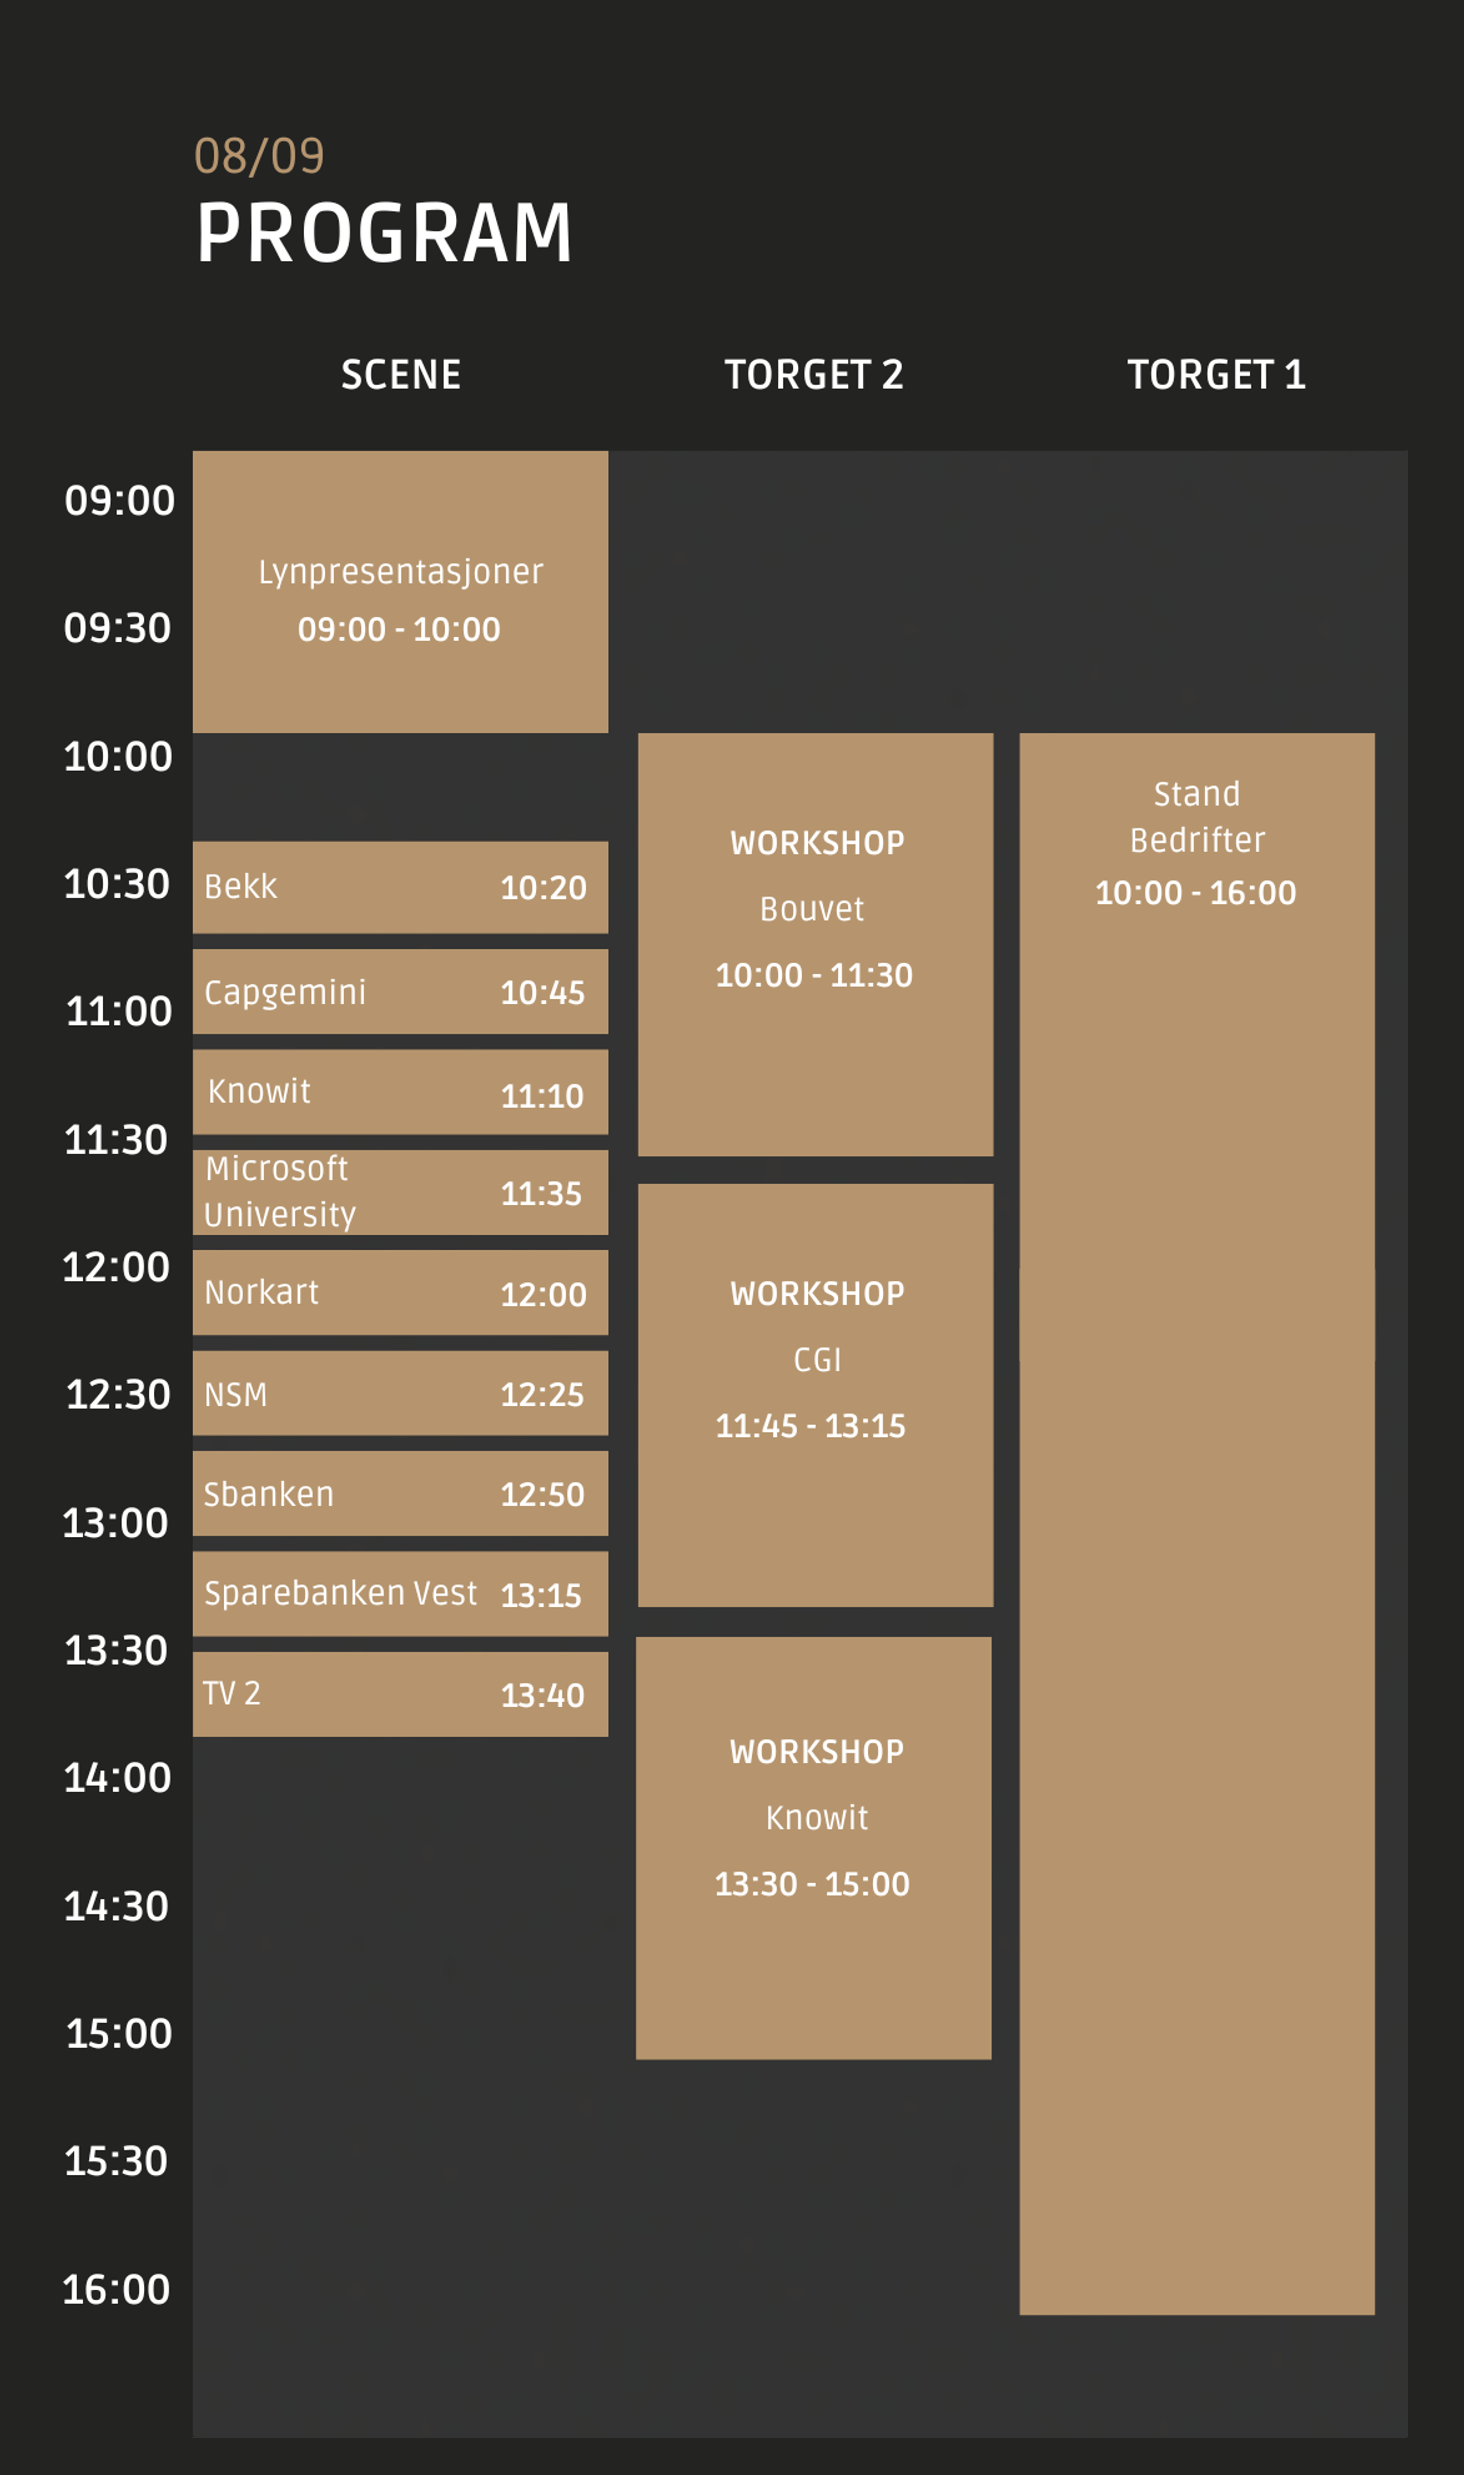 08/09
PROGRAM
SCENE
TORGET 2
TORGET 1
09:00
09:30
10:00
10:30
11:00
11:30
12:00
12:30
13:00
13:30
14:00
14:30
15:00
15:30
16:00
Lynpresentasjoner
09:00 - 10:00
Bekk 10:20
Capgemini 10:45
Knowit 11:10
Microsoft
University 11:35
Norkart 12:00
NSM 12:25
Sbanken 12:50
Sparebanken Vest 13:15
TV 2 13:40
WORKSHOP
Bouvet
10:00 - 11:30
WORKSHOP
CGI
11:45 - 13:15
WORKSHOP
Knowit
13:30 - 15:00
Stand
Bedrifter
10:00 - 16:00